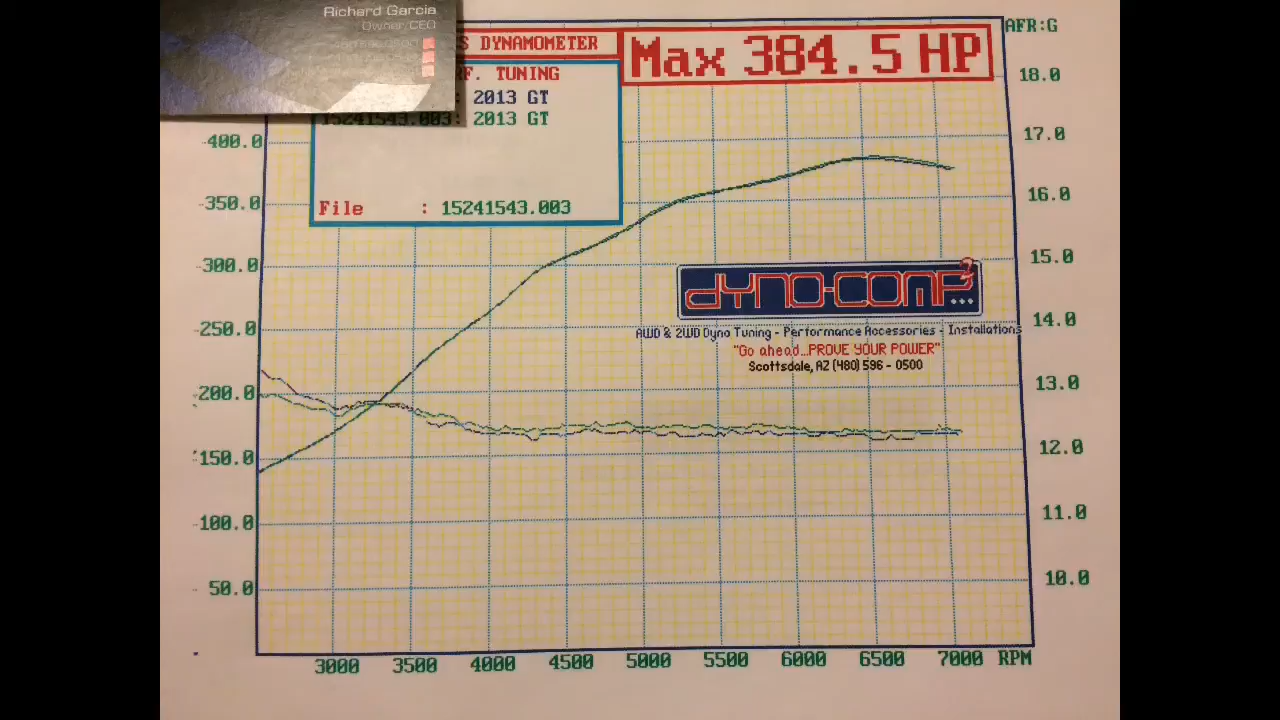 Richard Garcia
Owner/CEO
S DYNAMOMETER
Max 384.5 HP
AFR:G
F. TUNING
: 2013 GT
15241543.003: 2013 GT
File : 15241543.003
400.0
350.0
300.0
250.0
200.0
150.0
100.0
50.0
18.0
17.0
16.0
15.0
14.0
13.0
12.0
11.0
10.0
DYNO-COMP2...
AWD & 2WD Dyno Tuning - Performance Accessories - Installations
"Go ahead...PROVE YOUR POWER"
Scottsdale, AZ (480) 596 - 0500
3000 3500 4000 4500 5000 5500 6000 6500 7000 RPM